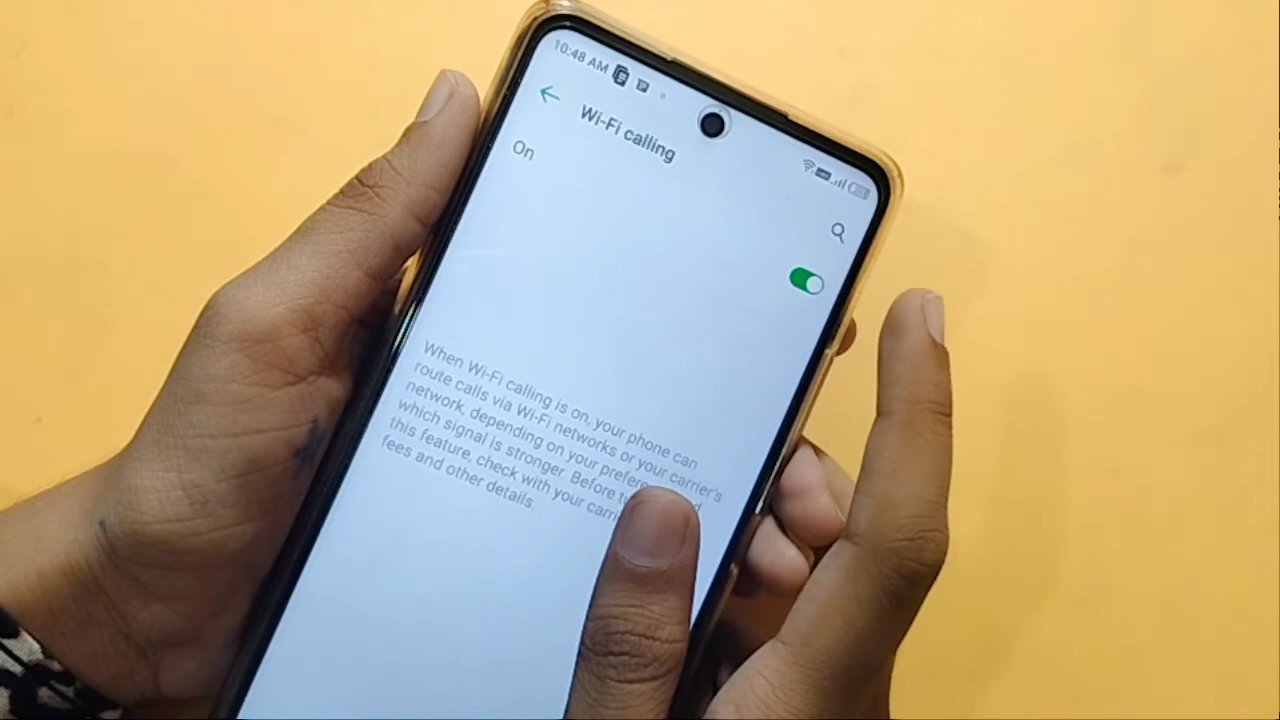 10:48 AM
Wi-Fi calling
On
When Wi-Fi calling is on, your phone can
route calls via Wi-Fi networks or your carrier's
network, depending on your
which signal is stronger. Before
this feature, check with your
fees and other details.